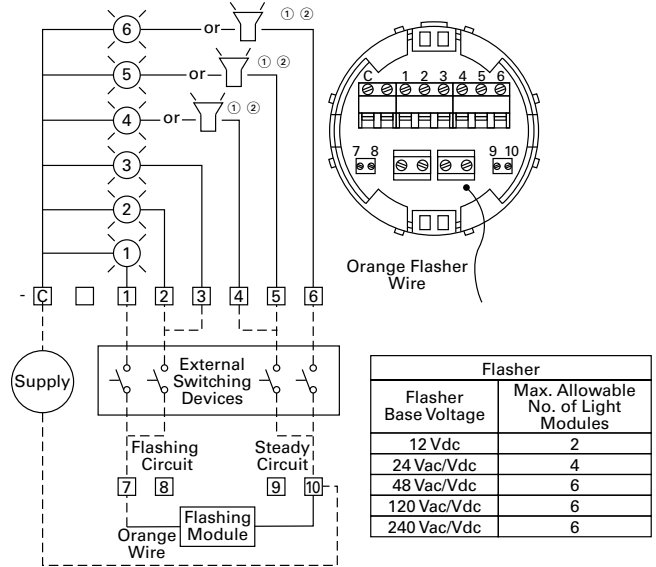 6
or
① ②
5
or
① ②
4
or
① ②
3
2
1
- C
1
2
3
4
5
6
Supply
External
Switching
Devices
Flashing
Circuit
Steady
Circuit
7
8
9
10
Orange
Wire
Flashing
Module
C 1 2 3 4 5 6
7 8
9 10
Orange Flasher
Wire
Flasher
Flasher
Base Voltage
Max. Allowable
No. of Light
Modules
12 Vdc 2
24 Vac/Vdc 4
48 Vac/Vdc 6
120 Vac/Vdc 6
240 Vac/Vdc 6